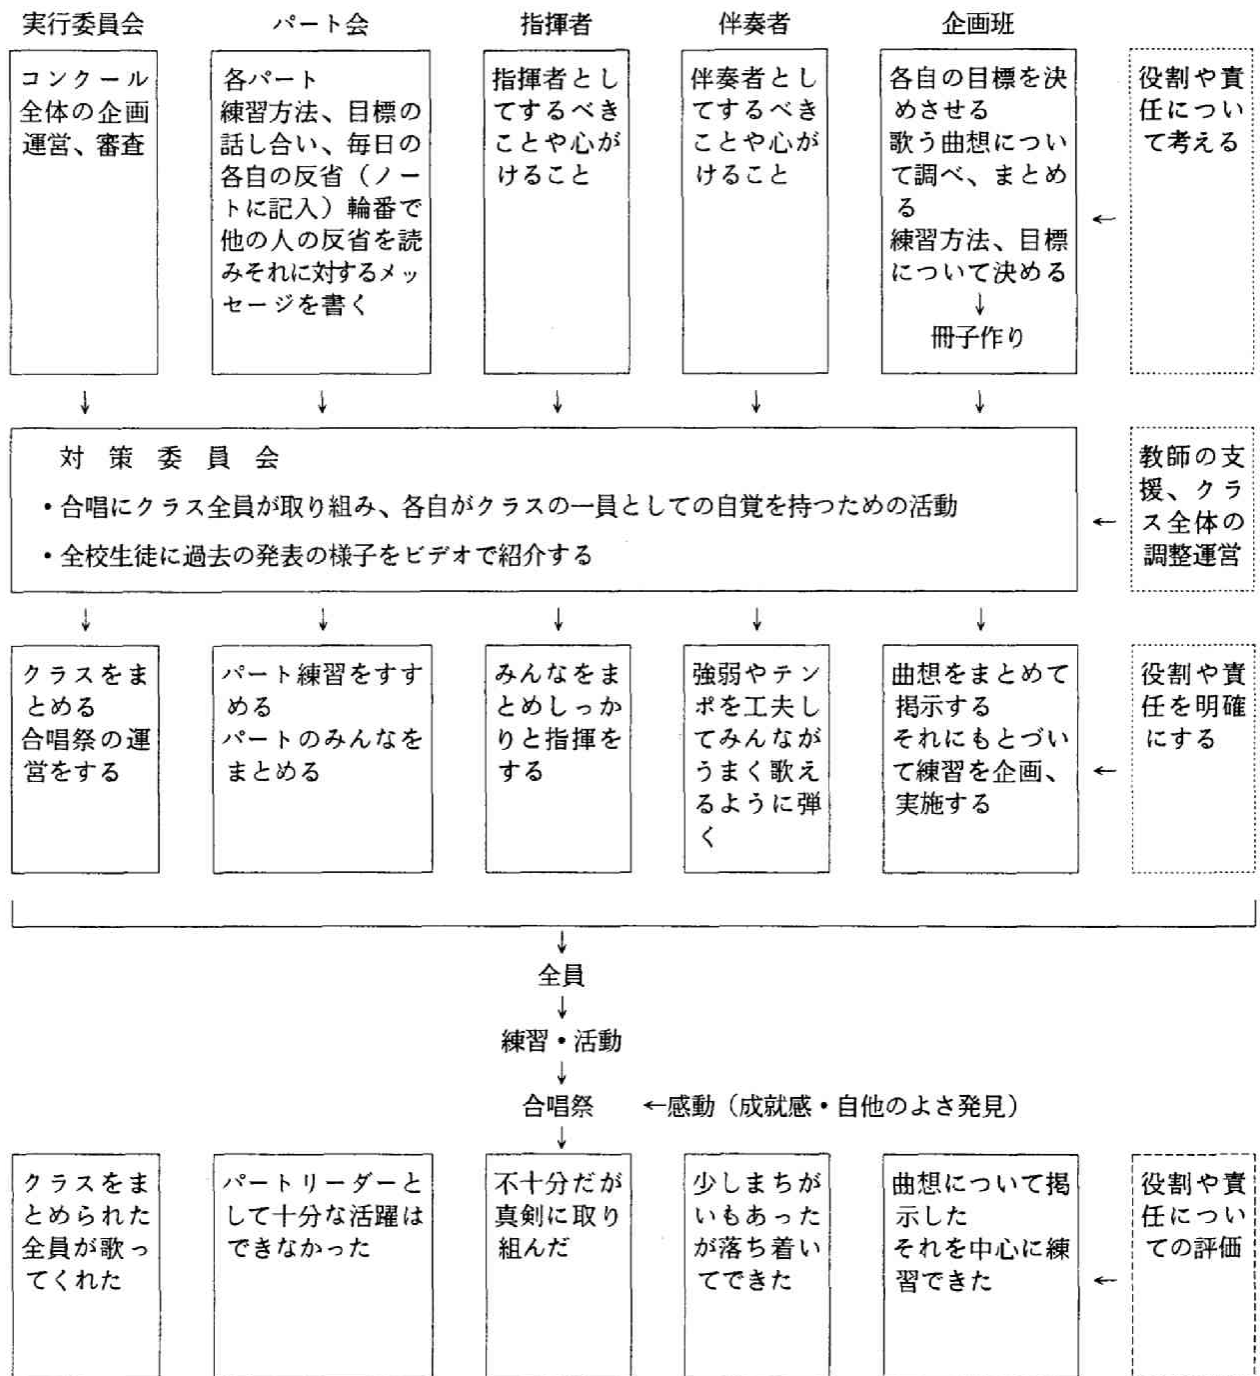 実行委員会
パート会
指揮者
伴奏者
企画班
コンクール
全体の企画
運営、審査
各パート
練習方法、目標の
話し合い、毎日の
各自の反省（ノー
トに記入）輪番で
他の人の反省を読
みそれに対するメッ
セージを書く
指揮者とし
てするべき
ことや心が
けること
伴奏者とし
てするべき
ことや心が
けること
各自の目標を決
めさせる
歌う曲想につい
て調べ、まとめ
る
練習方法、目標
について決める
↓
冊子作り
←
役割や責
任につい
て考える
↓ ↓ ↓ ↓ ↓
対策委員会
・合唱にクラス全員が取り組み、各自がクラスの一員としての自覚を持つための活動
・全校生徒に過去の発表の様子をビデオで紹介する
←
教師の支
援、クラ
ス全体の
調整運営
↓ ↓ ↓ ↓ ↓
クラスをま
とめる
合唱祭の運
営をする
パート練習をすす
める
パートのみんなを
まとめる
みんなをま
とめしっか
りと指揮を
する
強弱やテン
ポを工夫し
てみんなが
うまく歌え
るように弾
く
曲想をまとめて
掲示する
それにもとづい
て練習を企画、
実施する
←
役割や責
任を明確
にする
↓
全員
↓
練習・活動
↓
合唱祭 ←感動（成就感・自他のよさ発見）
↓
クラスをま
とめられた
全員が歌っ
てくれた
パートリーダーと
して十分な活躍は
できなかった
不十分だが
真剣に取り
組んだ
少しまちが
いもあった
が落ち着い
てできた
曲想について掲
示した
それを中心に練
習できた
←
役割や責
任につい
ての評価